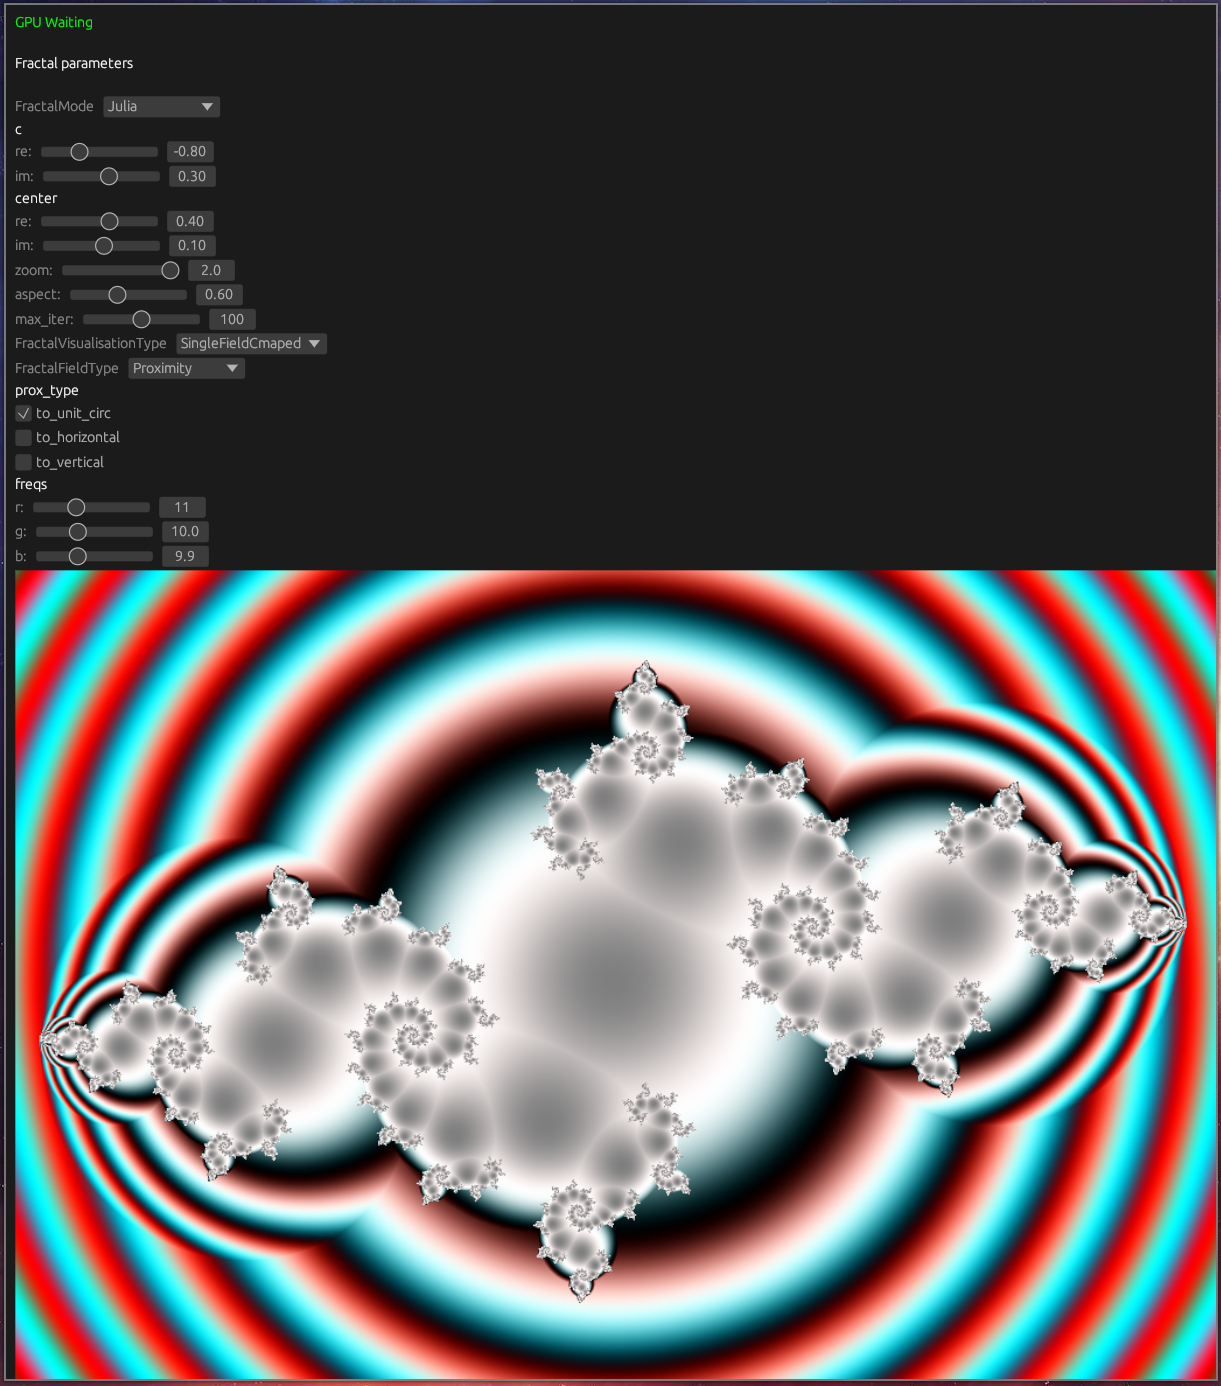 GPU Waiting
Fractal parameters
FractalMode Julia
c
re: -0.80
im: 0.30
center
re: 0.40
im: 0.10
zoom: 2.0
aspect: 0.60
max_iter: 100
FractalVisualisationType SingleFieldCmaped
FractalFieldType Proximity
prox_type
to_unit_circ
to_horizontal
to_vertical
freqs
r: 11
g: 10.0
b: 9.9